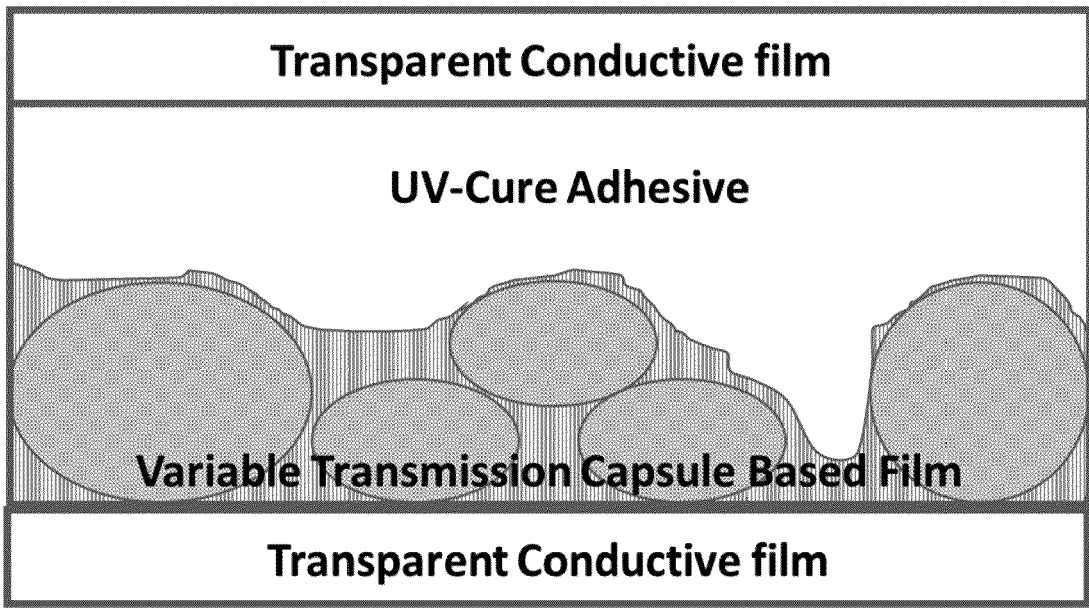 Transparent Conductive film
UV-Cure Adhesive
Variable Transmission Capsule Based Film
Transparent Conductive film